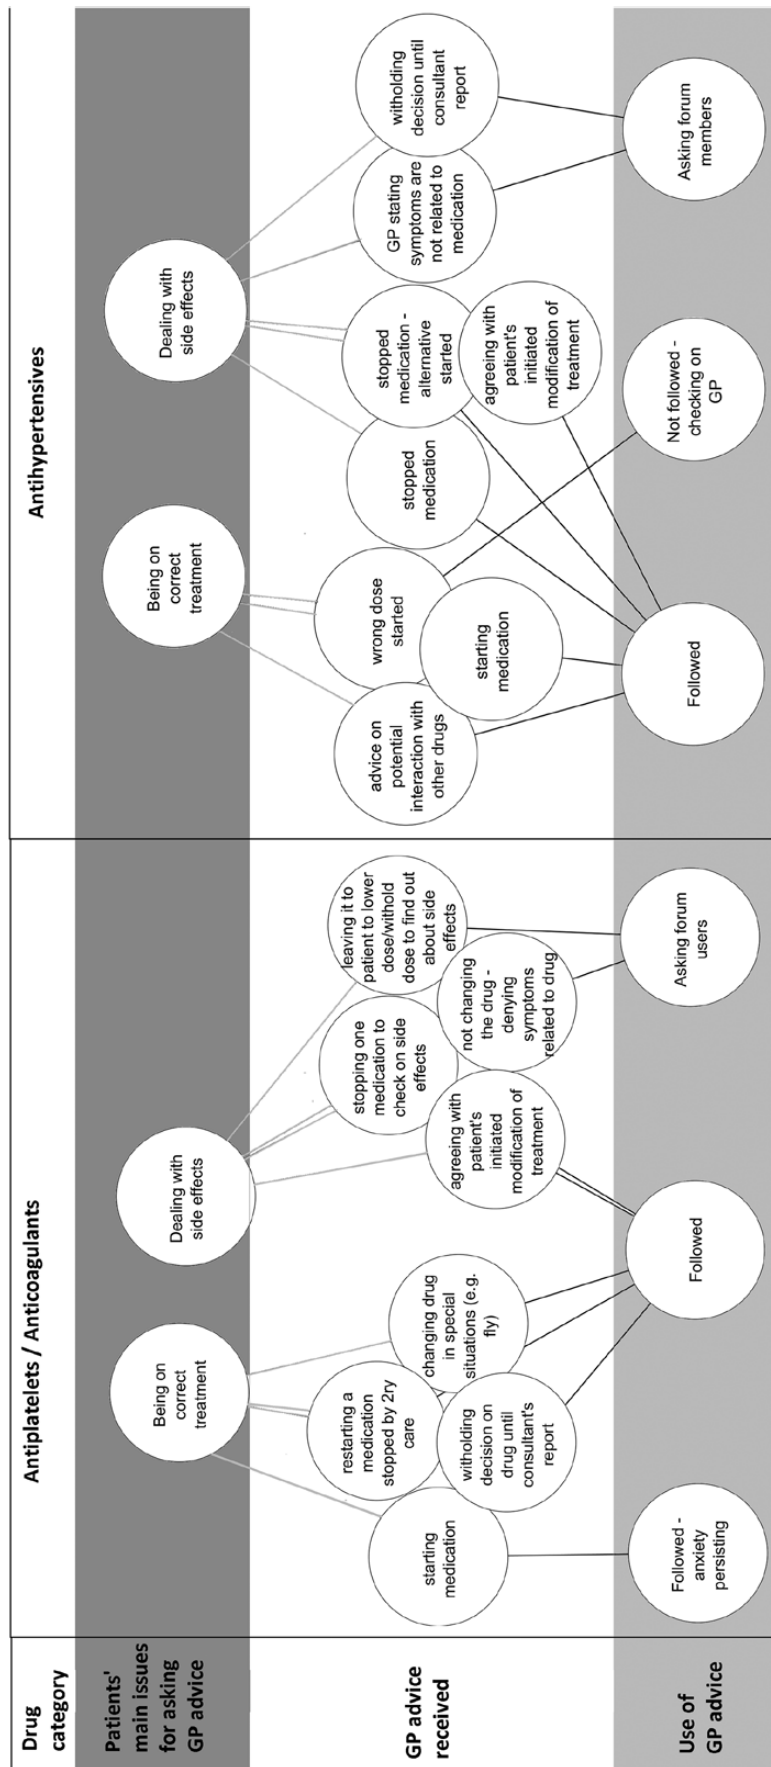 Drug
category
Antiplatelets / Anticoagulants
Antihypertensives
Patients'
main issues
for asking
GP advice
Being on
correct
treatment
Dealing with
side effects
Being on
correct
treatment
Dealing with
side effects
GP advice
received
starting
medication
restarting a
medication
stopped by 2ry
care
witholding
decision on
drug until
consultant's
report
changing drug
in special
situations (e.g.
fly)
agreeing with
patient's
initiated
modification of
treatment
stopping one
medication to
check on side
effects
not changing
the drug -
denying
symptoms
related to drug
leaving it to
patient to lower
dose/withold
dose to find out
about side
effects
advice on
potential
interaction with
other drugs
wrong dose
started
starting
medication
stopped
medication
stopped
medication -
alternative
started
agreeing with
patient's
initiated
modification of
treatment
GP stating
symptoms are
not related to
medication
witholding
decision until
consultant
report
Use of
GP advice
Followed -
anxiety
persisting
Followed
Asking forum
users
Followed
Not followed -
checking on
GP
Asking forum
members